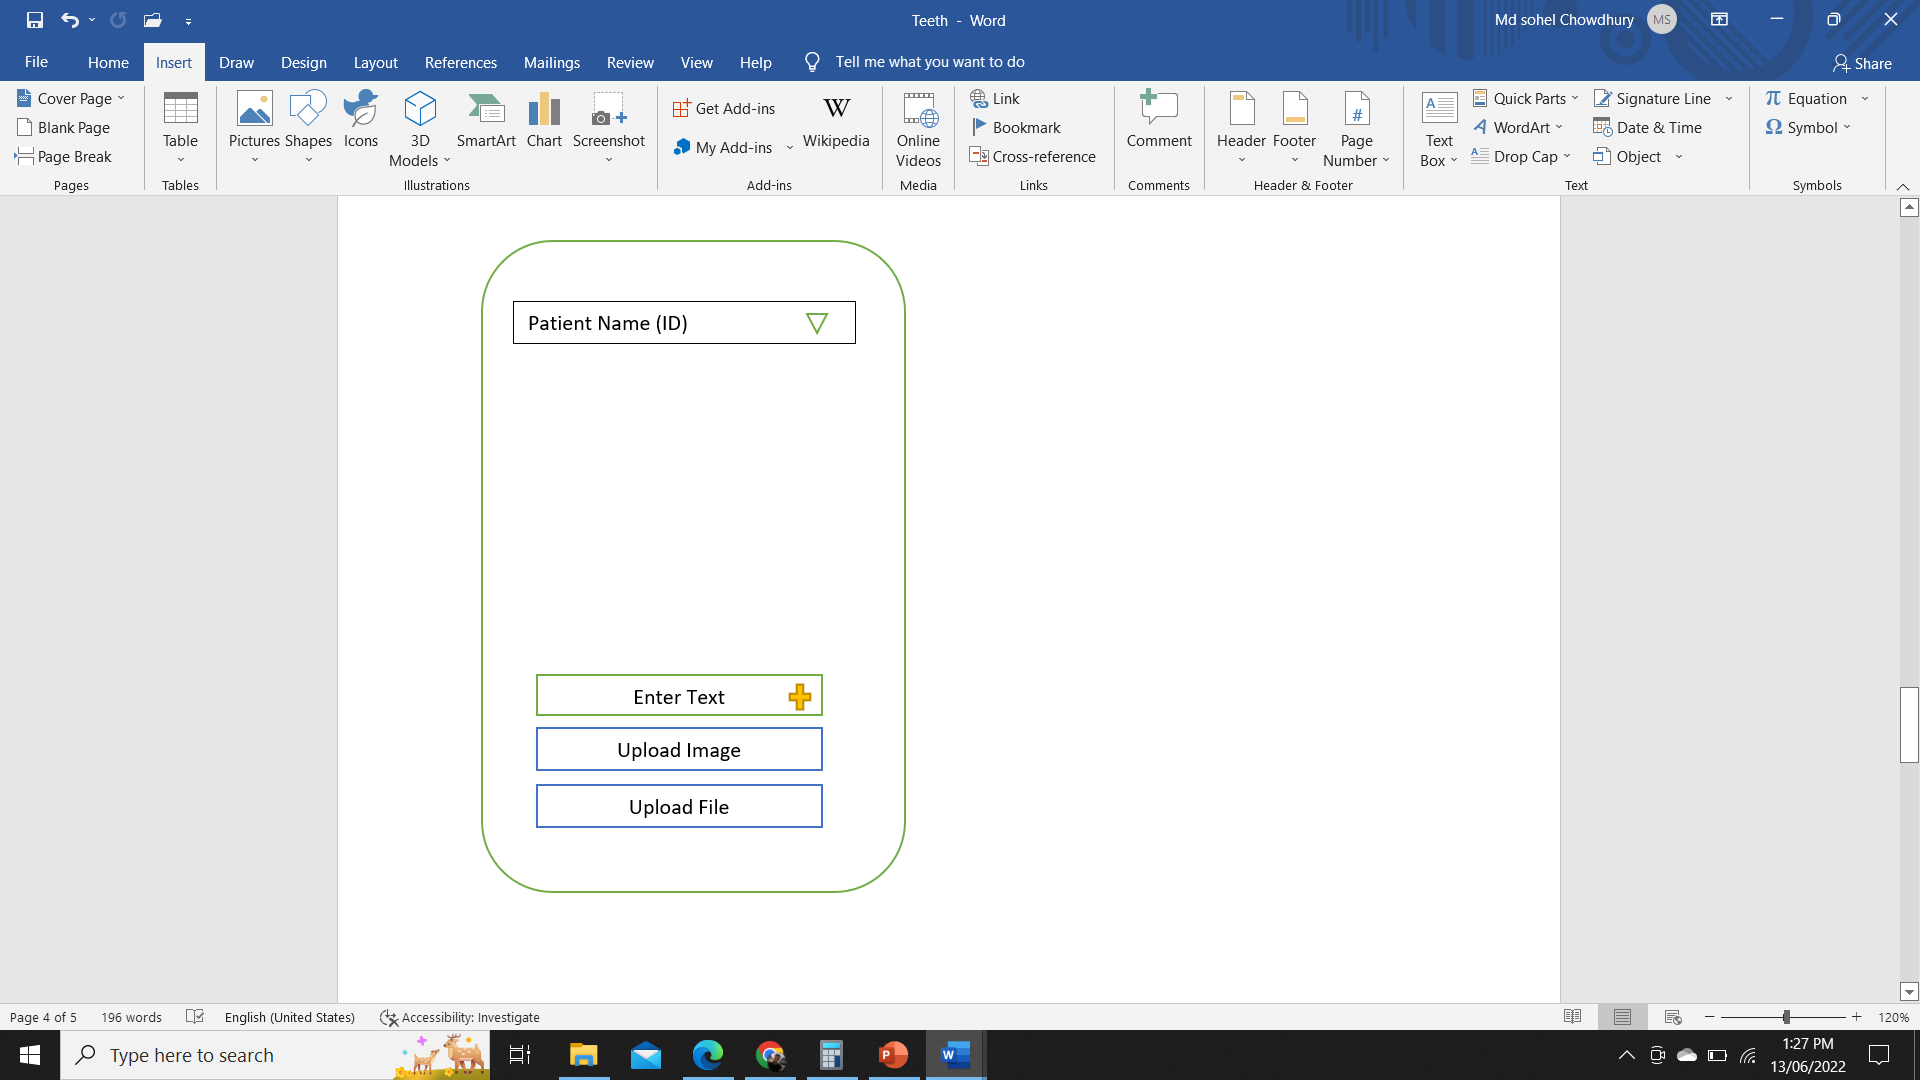 Teeth - Word
Md sohel Chowdhury MS
File Home Insert Draw Design Layout References Mailings Review View Help Tell me what you want to do Share
Cover Page
Blank Page
Page Break
Pages
Table
Tables
Pictures Shapes Icons 3D Models SmartArt Chart Screenshot
Illustrations
Get Add-ins
My Add-ins
W
Wikipedia
Add-ins
Online Videos
Media
Link
Bookmark
Cross-reference
Links
Comment
Comments
Header Footer Page Number
Header & Footer
Text Box
Quick Parts
WordArt
Drop Cap
Signature Line
Date & Time
Object
Text
π Equation
Ω Symbol
Symbols
Patient Name (ID)
Enter Text
Upload Image
Upload File
Page 4 of 5 196 words English (United States) Accessibility: Investigate 120%
Type here to search
1:27 PM
13/06/2022